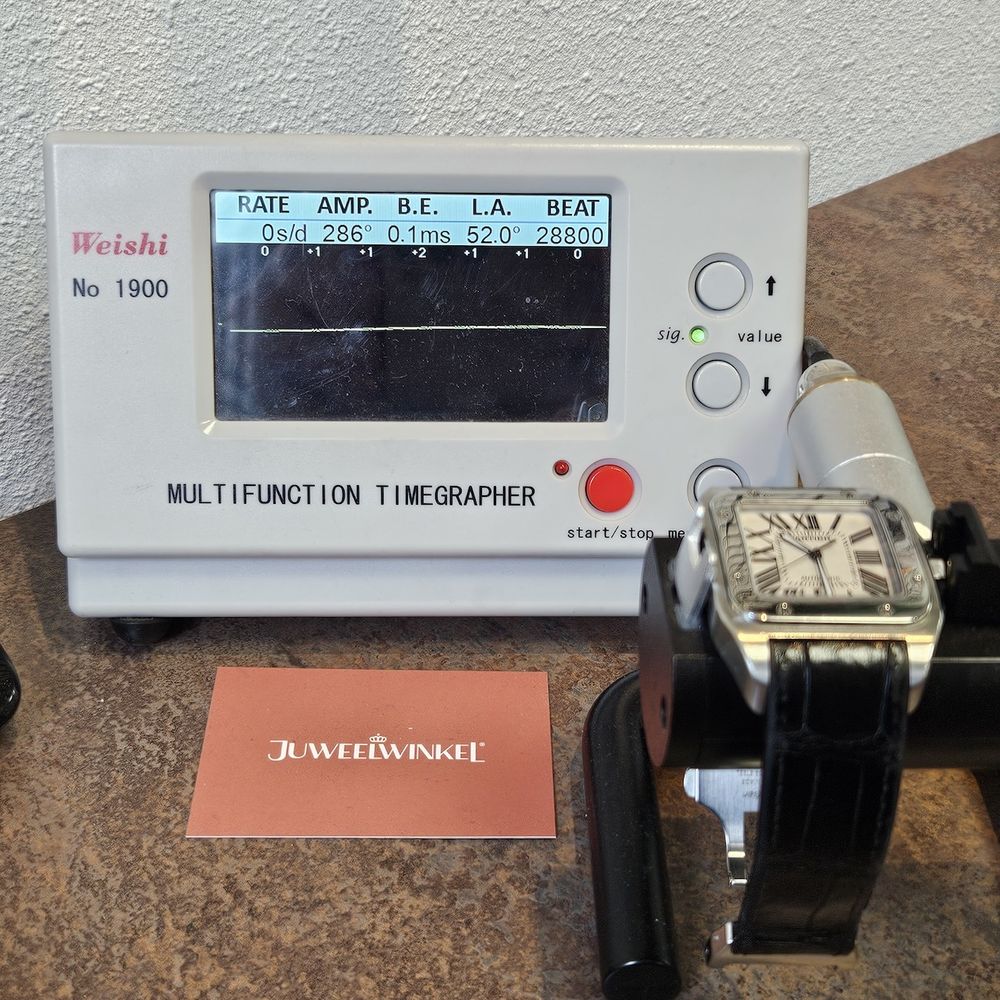 RATE AMP. B.E. L.A. BEAT
0s/d 286° 0.1ms 52.0° 28800
0 +1 +1 +2 +1 +1 0
Weishi
No 1900
sig. value
MULTIFUNCTION TIMEGRAPHER
start/stop me
JUWEELWINKEL®